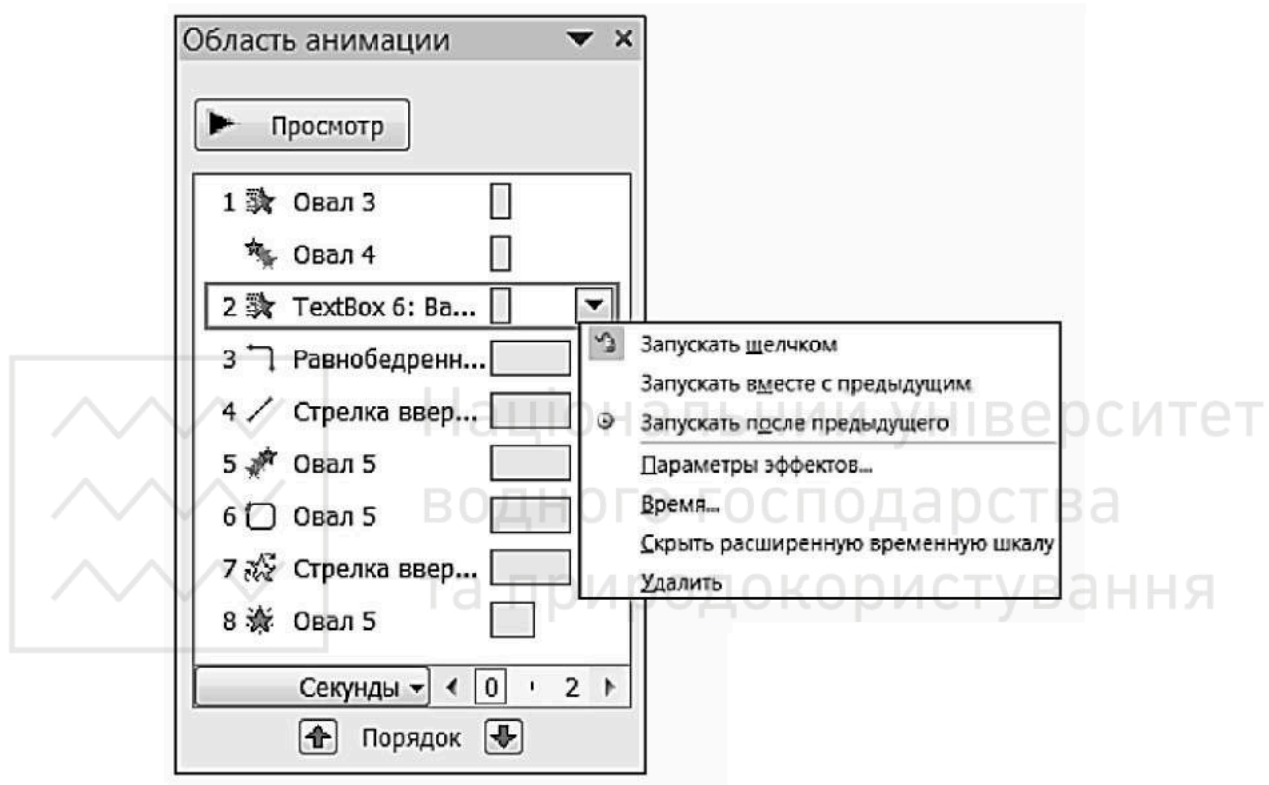 Область анимации
Просмотр
1 Овал 3
Овал 4
2 TextBox 6: Ва...
3 Равнобедренн...
4 Стрелка ввер...
5 Овал 5
6 Овал 5
7 Стрелка ввер...
8 Овал 5
Секунды 0 2
Порядок
Запускать щелчком
Запускать вместе с предыдущим
Запускать после предыдущего
Параметры эффектов...
Время...
Скрыть расширенную временную шкалу
Удалить
Національний університет
водного господарства
та природокористування